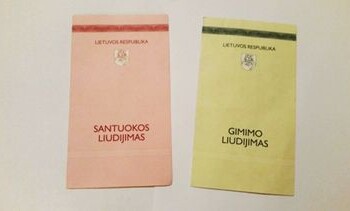 LIETUVOS RESPUBLIKA
SANTUOKOS
LIUDIJIMAS
LIETUVOS RESPUBLIKA
GIMIMO
LIUDIJIMAS